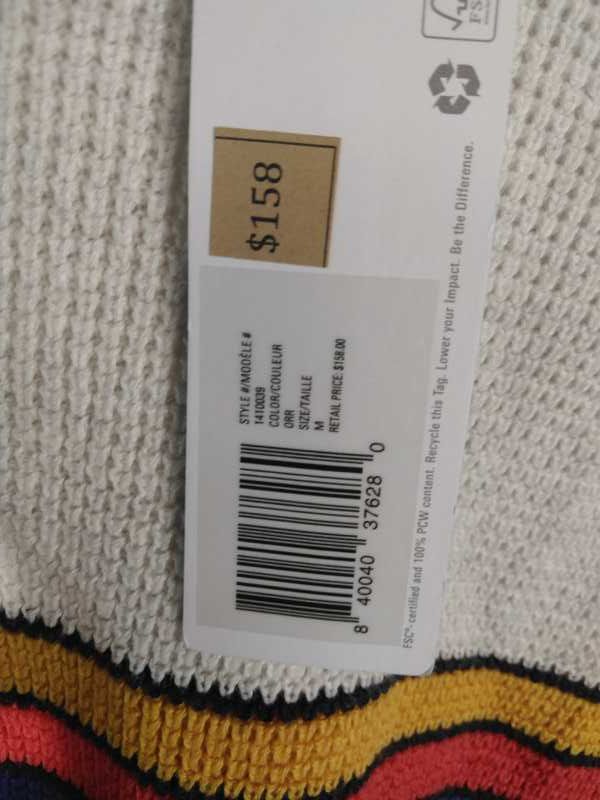 FS
$158
STYLE #/MODÈLE #
1410039
COLOR/COULEUR
ORR
SIZE/TAILLE
M
RETAIL PRICE: $158.00
8 40040 37628 0
FSC®-certified and 100% PCW content. Recycle this Tag. Lower your Impact. Be the Difference.